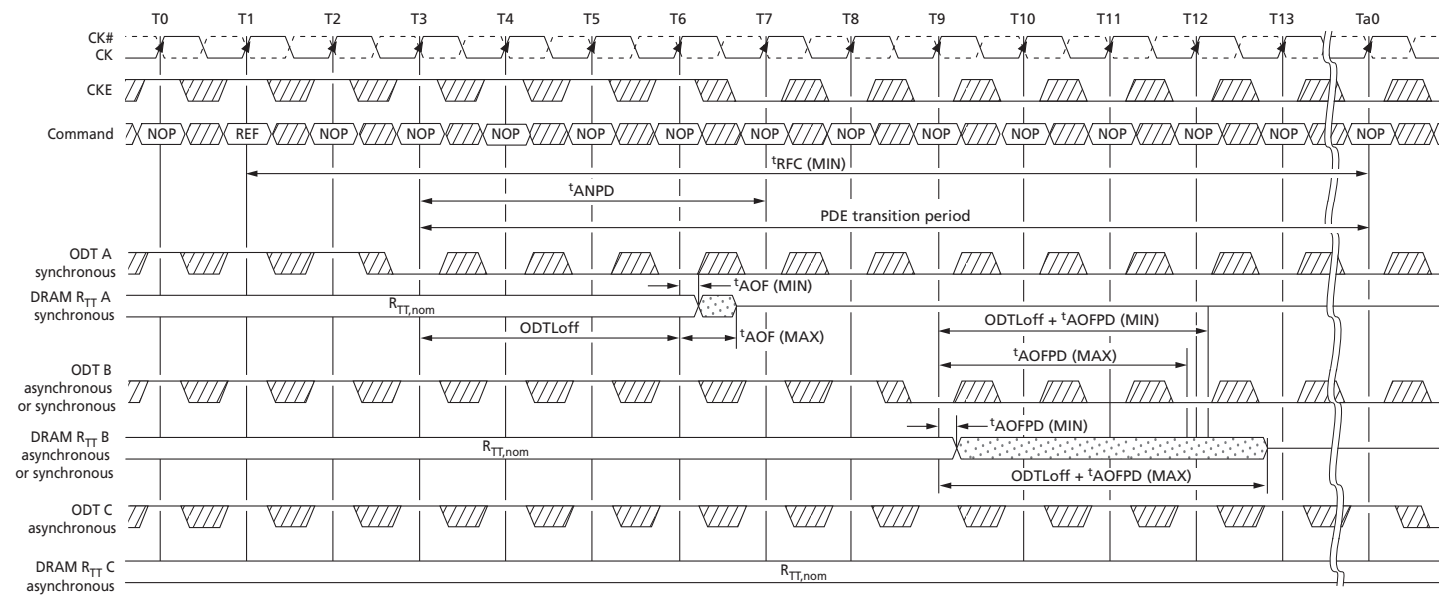 T0 T1 T2 T3 T4 T5 T6 T7 T8 T9 T10 T11 T12 T13 Ta0
CK#
CK
CKE
Command NOP REF NOP NOP NOP NOP NOP NOP NOP NOP NOP NOP NOP NOP NOP
tRFC (MIN)
tANPD
PDE transition period
ODT A
synchronous
tAOF (MIN)
DRAM RTT A
synchronous
RTT,nom
ODTLoff + tAOFPD (MIN)
ODTLoff
tAOF (MAX)
tAOFPD (MAX)
ODT B
asynchronous
or synchronous
tAOFPD (MIN)
DRAM RTT B
asynchronous
or synchronous
RTT,nom
ODTLoff + tAOFPD (MAX)
ODT C
asynchronous
DRAM RTT C
asynchronous
RTT,nom